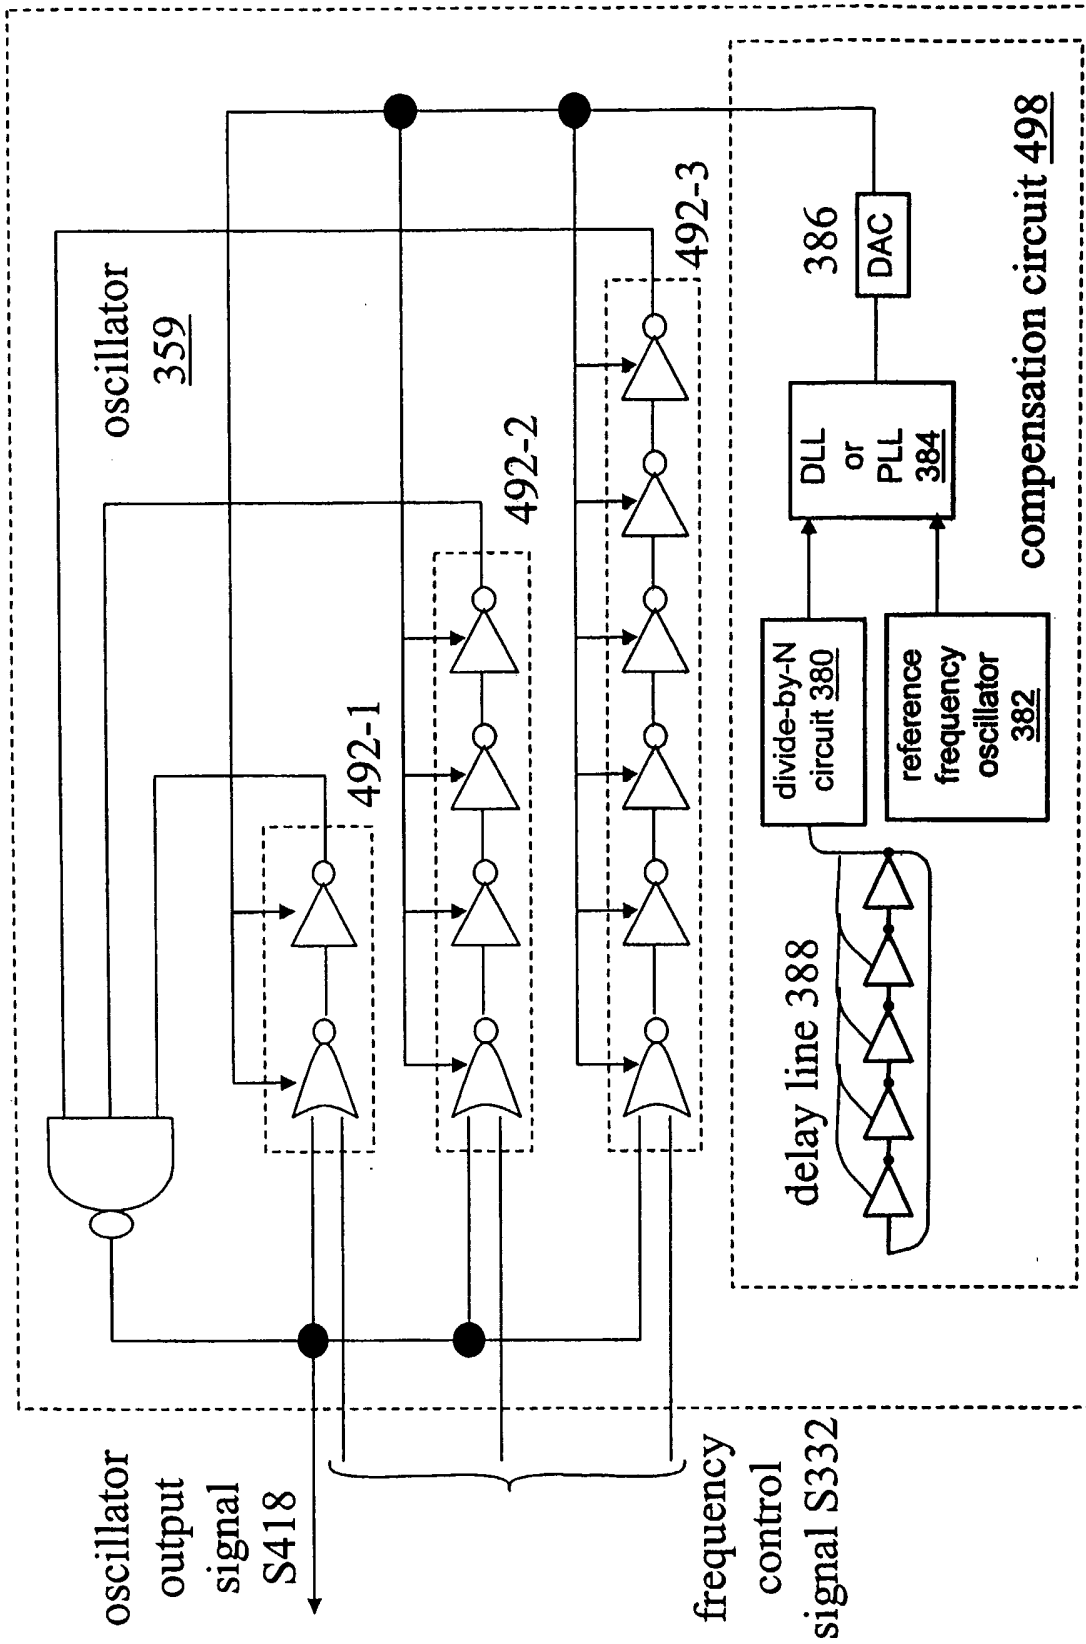 oscillator
output
signal
S418
frequency
control
signal S332
oscillator
359
492-1
492-2
492-3
delay line 388
divide-by-N
circuit 380
reference
frequency
oscillator
382
DLL
or
PLL
384
386
DAC
compensation circuit 498